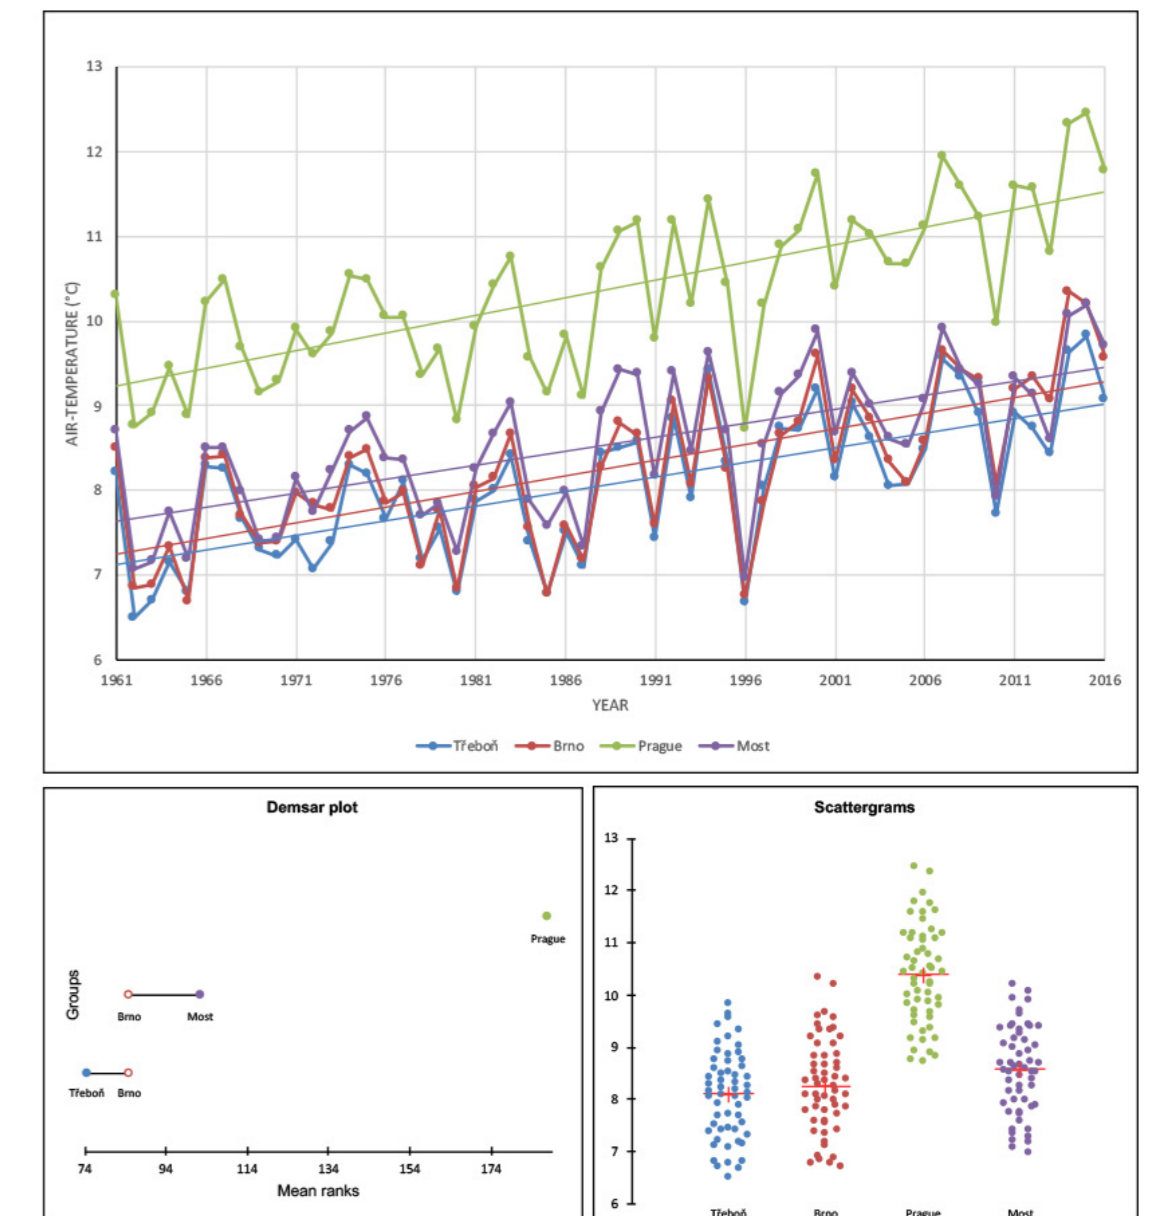 13
12
11
10
9
8
7
6
AIR-TEMPERATURE (°C)
1961 1966 1971 1976 1981 1986 1991 1996 2001 2006 2011 2016
YEAR
Třeboň Brno Prague Most
Demsar plot
Prague
Groups
Brno Most
Třeboň Brno
74 94 114 134 154 174
Mean ranks
Scattergrams
13
12
11
10
9
8
7
6
Třeboň Brno Prague Most